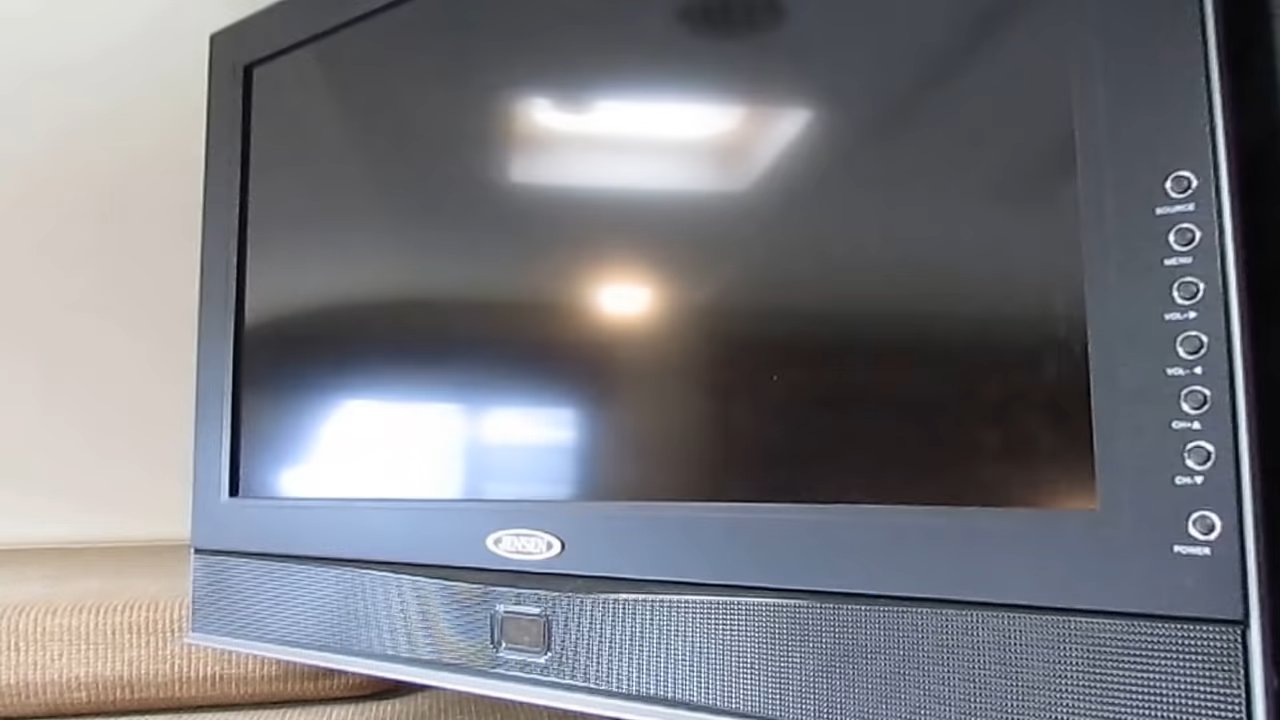 SOURCE
MENU
VOL+▶
VOL-◀
CH+▲
CH-▼
POWER
JENSEN